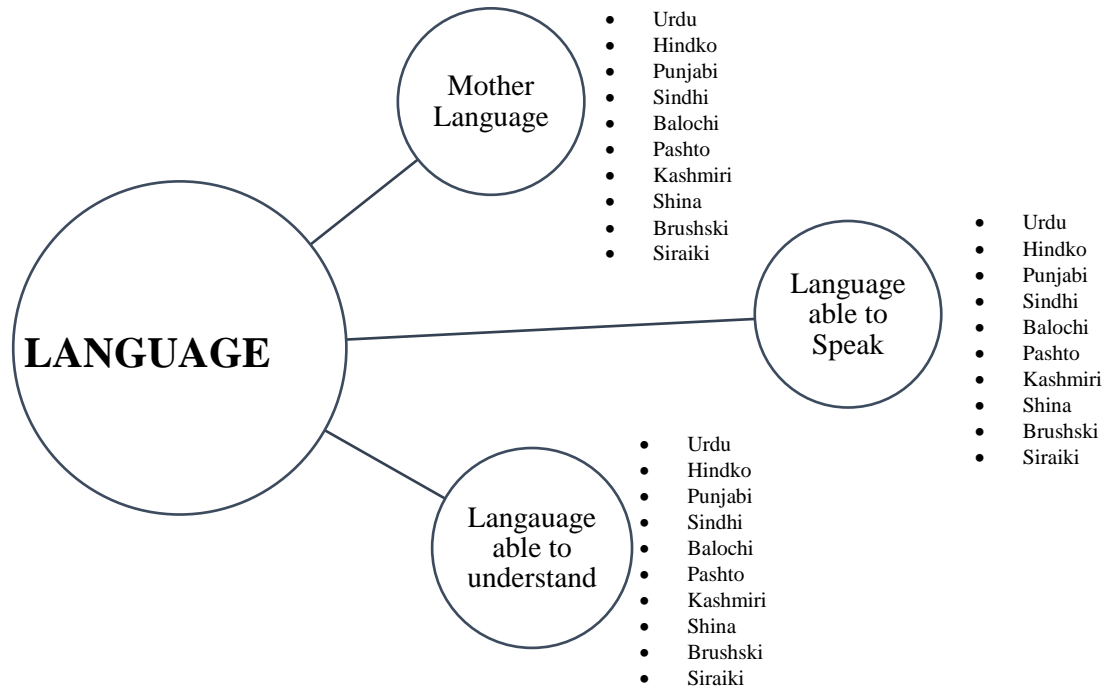 LANGUAGE
Mother
Language
• Urdu
• Hindko
• Punjabi
• Sindhi
• Balochi
• Pashto
• Kashmiri
• Shina
• Brushski
• Siraiki
Language
able to
Speak
• Urdu
• Hindko
• Punjabi
• Sindhi
• Balochi
• Pashto
• Kashmiri
• Shina
• Brushski
• Siraiki
Langauage
able to
understand
• Urdu
• Hindko
• Punjabi
• Sindhi
• Balochi
• Pashto
• Kashmiri
• Shina
• Brushski
• Siraiki